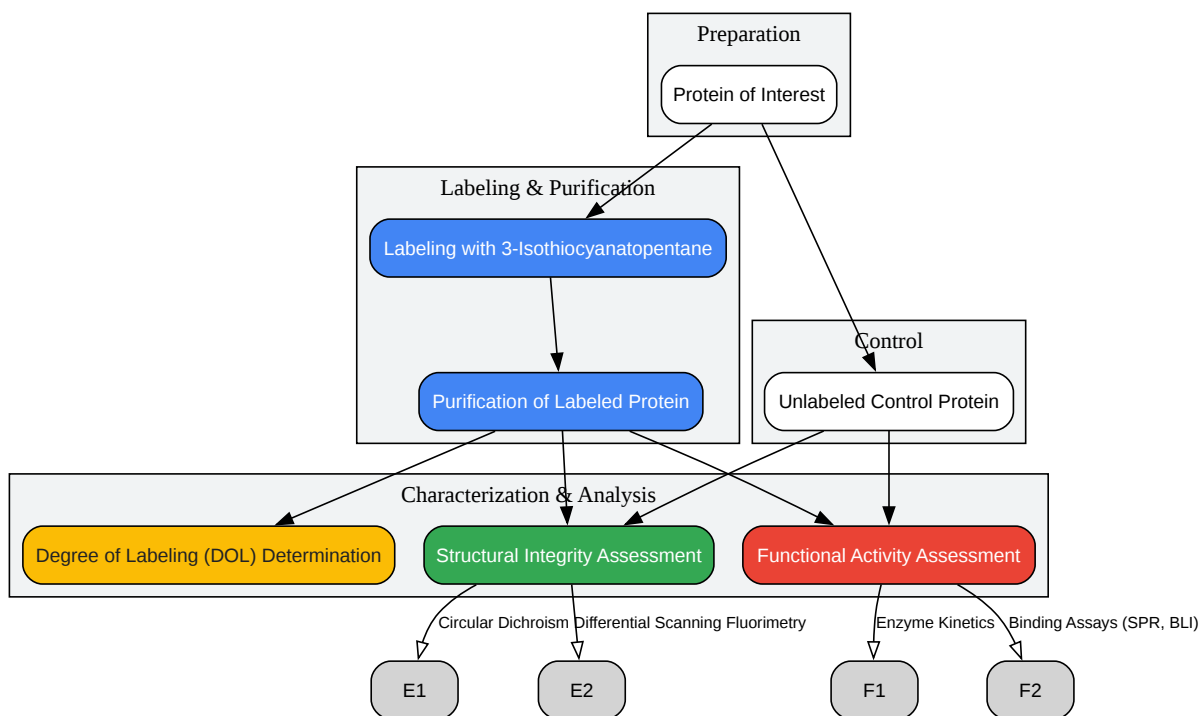 Preparation
Protein of Interest
Labeling & Purification
Labeling with 3-Isothiocyanatopentane
Control
Purification of Labeled Protein
Unlabeled Control Protein
Characterization & Analysis
Degree of Labeling (DOL) Determination
Structural Integrity Assessment
Functional Activity Assessment
Circular Dichroism
Differential Scanning Fluorimetry
Enzyme Kinetics
Binding Assays (SPR, BLI)
E1
E2
F1
F2